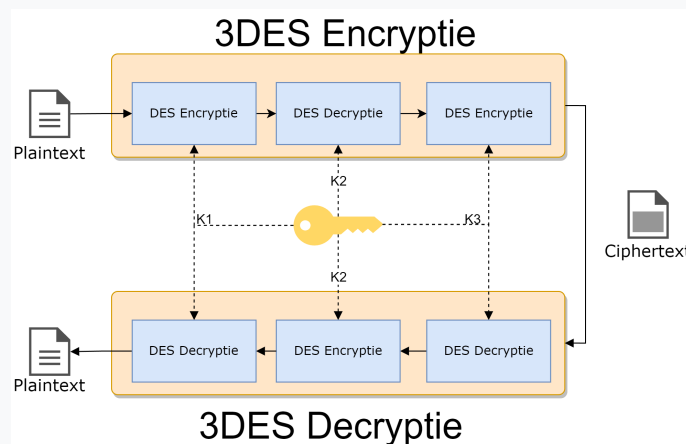 3DES Encryptie
DES Encryptie
DES Decryptie
DES Encryptie
Plaintext
K2
K1
K3
Ciphertext
K2
DES Decryptie
DES Encryptie
DES Decryptie
Plaintext
3DES Decryptie